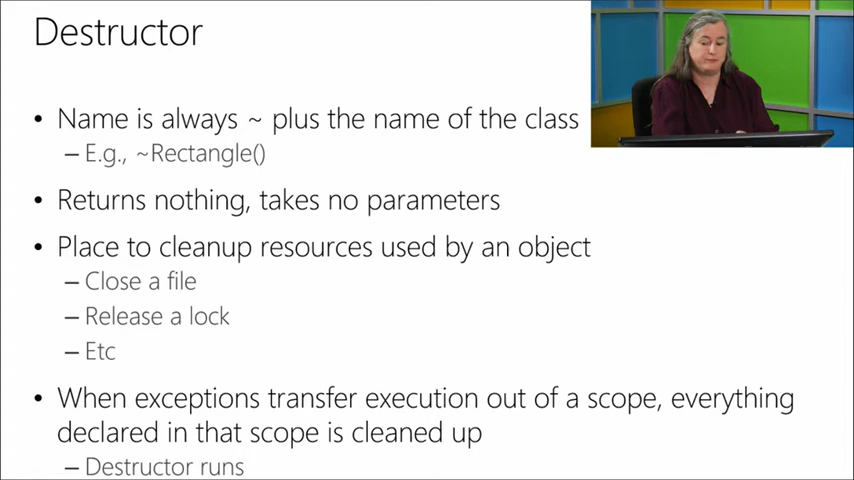 Destructor
• Name is always ~ plus the name of the class
– E.g., ~Rectangle()
• Returns nothing, takes no parameters
• Place to cleanup resources used by an object
– Close a file
– Release a lock
– Etc
• When exceptions transfer execution out of a scope, everything
declared in that scope is cleaned up
– Destructor runs